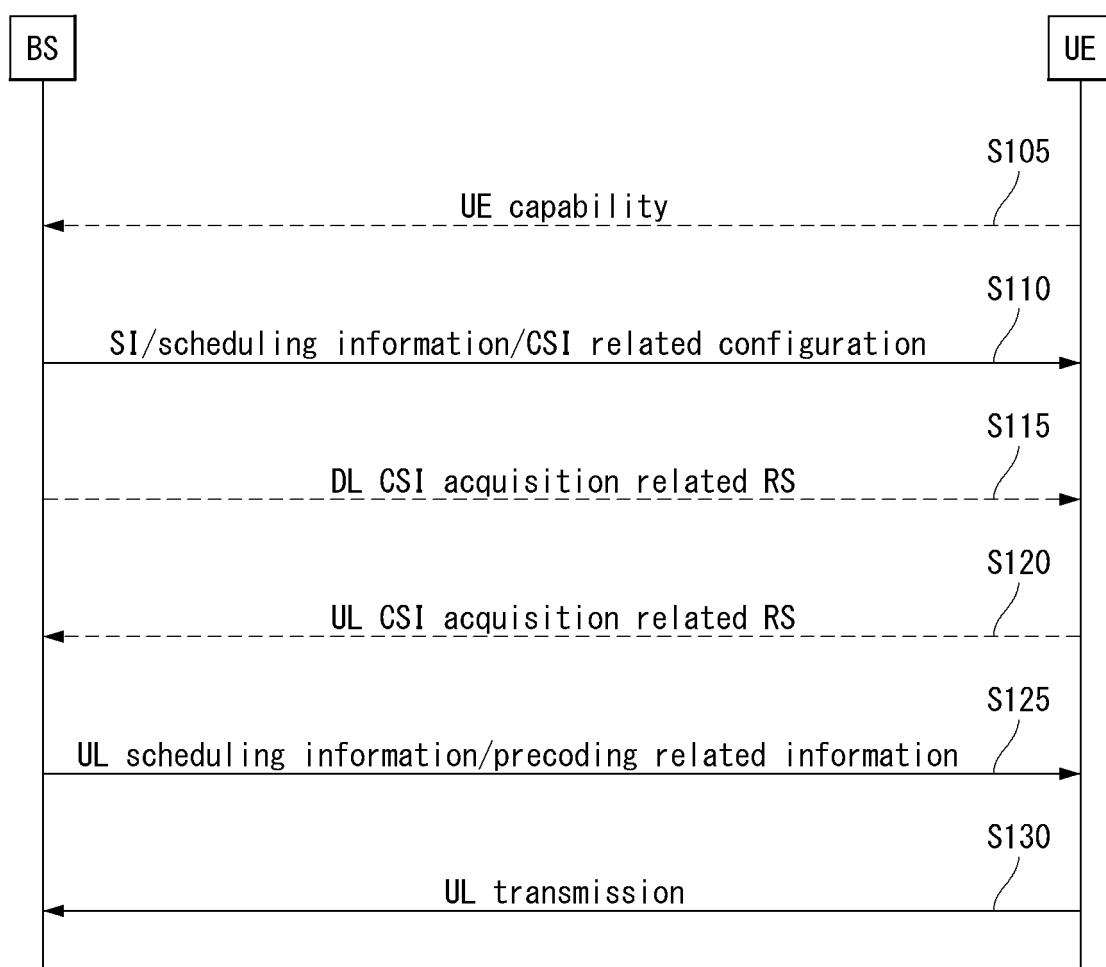 BS
UE
S105
UE capability
S110
SI/scheduling information/CSI related configuration
S115
DL CSI acquisition related RS
S120
UL CSI acquisition related RS
S125
UL scheduling information/precoding related information
S130
UL transmission